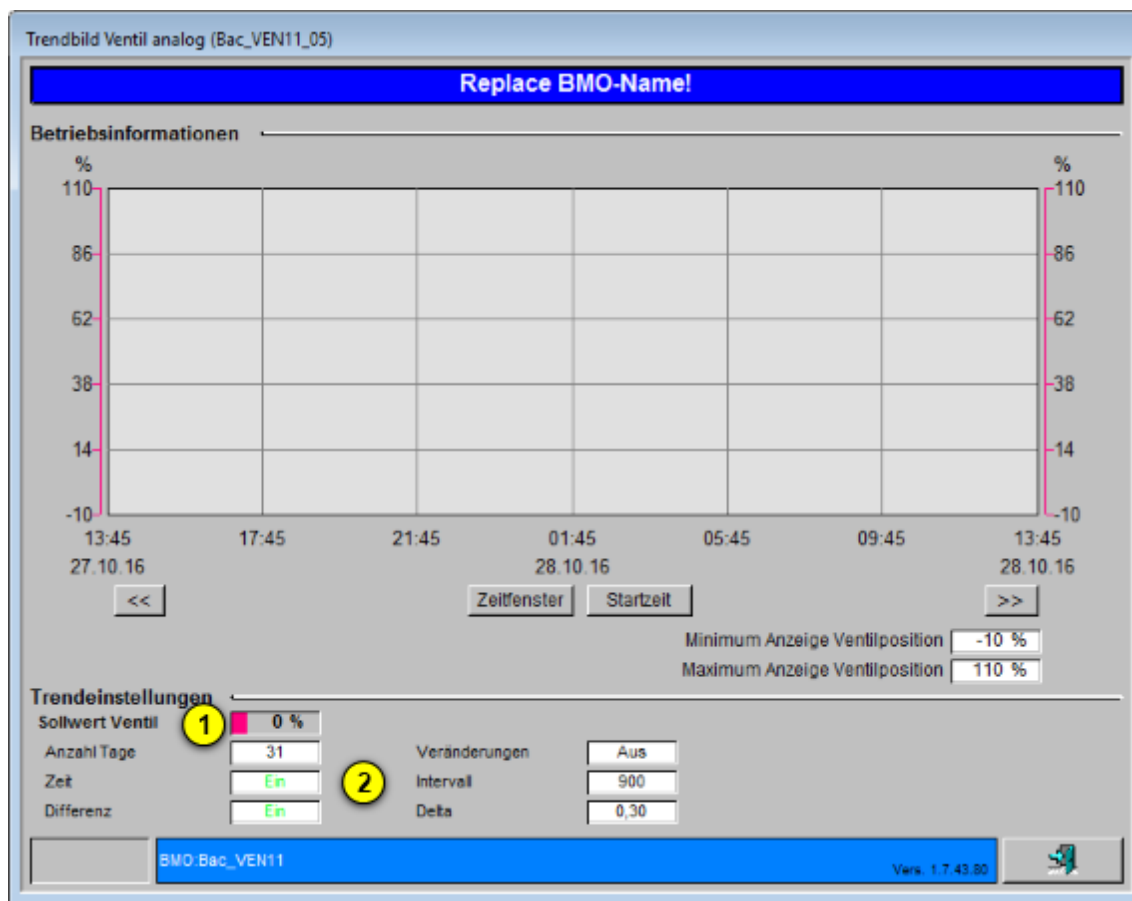 Trendbild Ventil analog (Bac_VEN11_05)
Replace BMO-Name!
Betriebsinformationen
% %
110 110
86 86
62 62
38 38
14 14
-10 -10
13:45 17:45 21:45 01:45 05:45 09:45 13:45
27.10.16 28.10.16 28.10.16
<< Zeitfenster Startzeit >>
Minimum Anzeige Ventilposition -10 %
Maximum Anzeige Ventilposition 110 %
Trendeinstellungen
Sollwert Ventil 1 0 %
Anzahl Tage 31 Veränderungen Aus
Zeit Ein 2 Intervall 900
Differenz Ein Delta 0,30
BMO:Bac_VEN11 Vers. 1.7.43.80